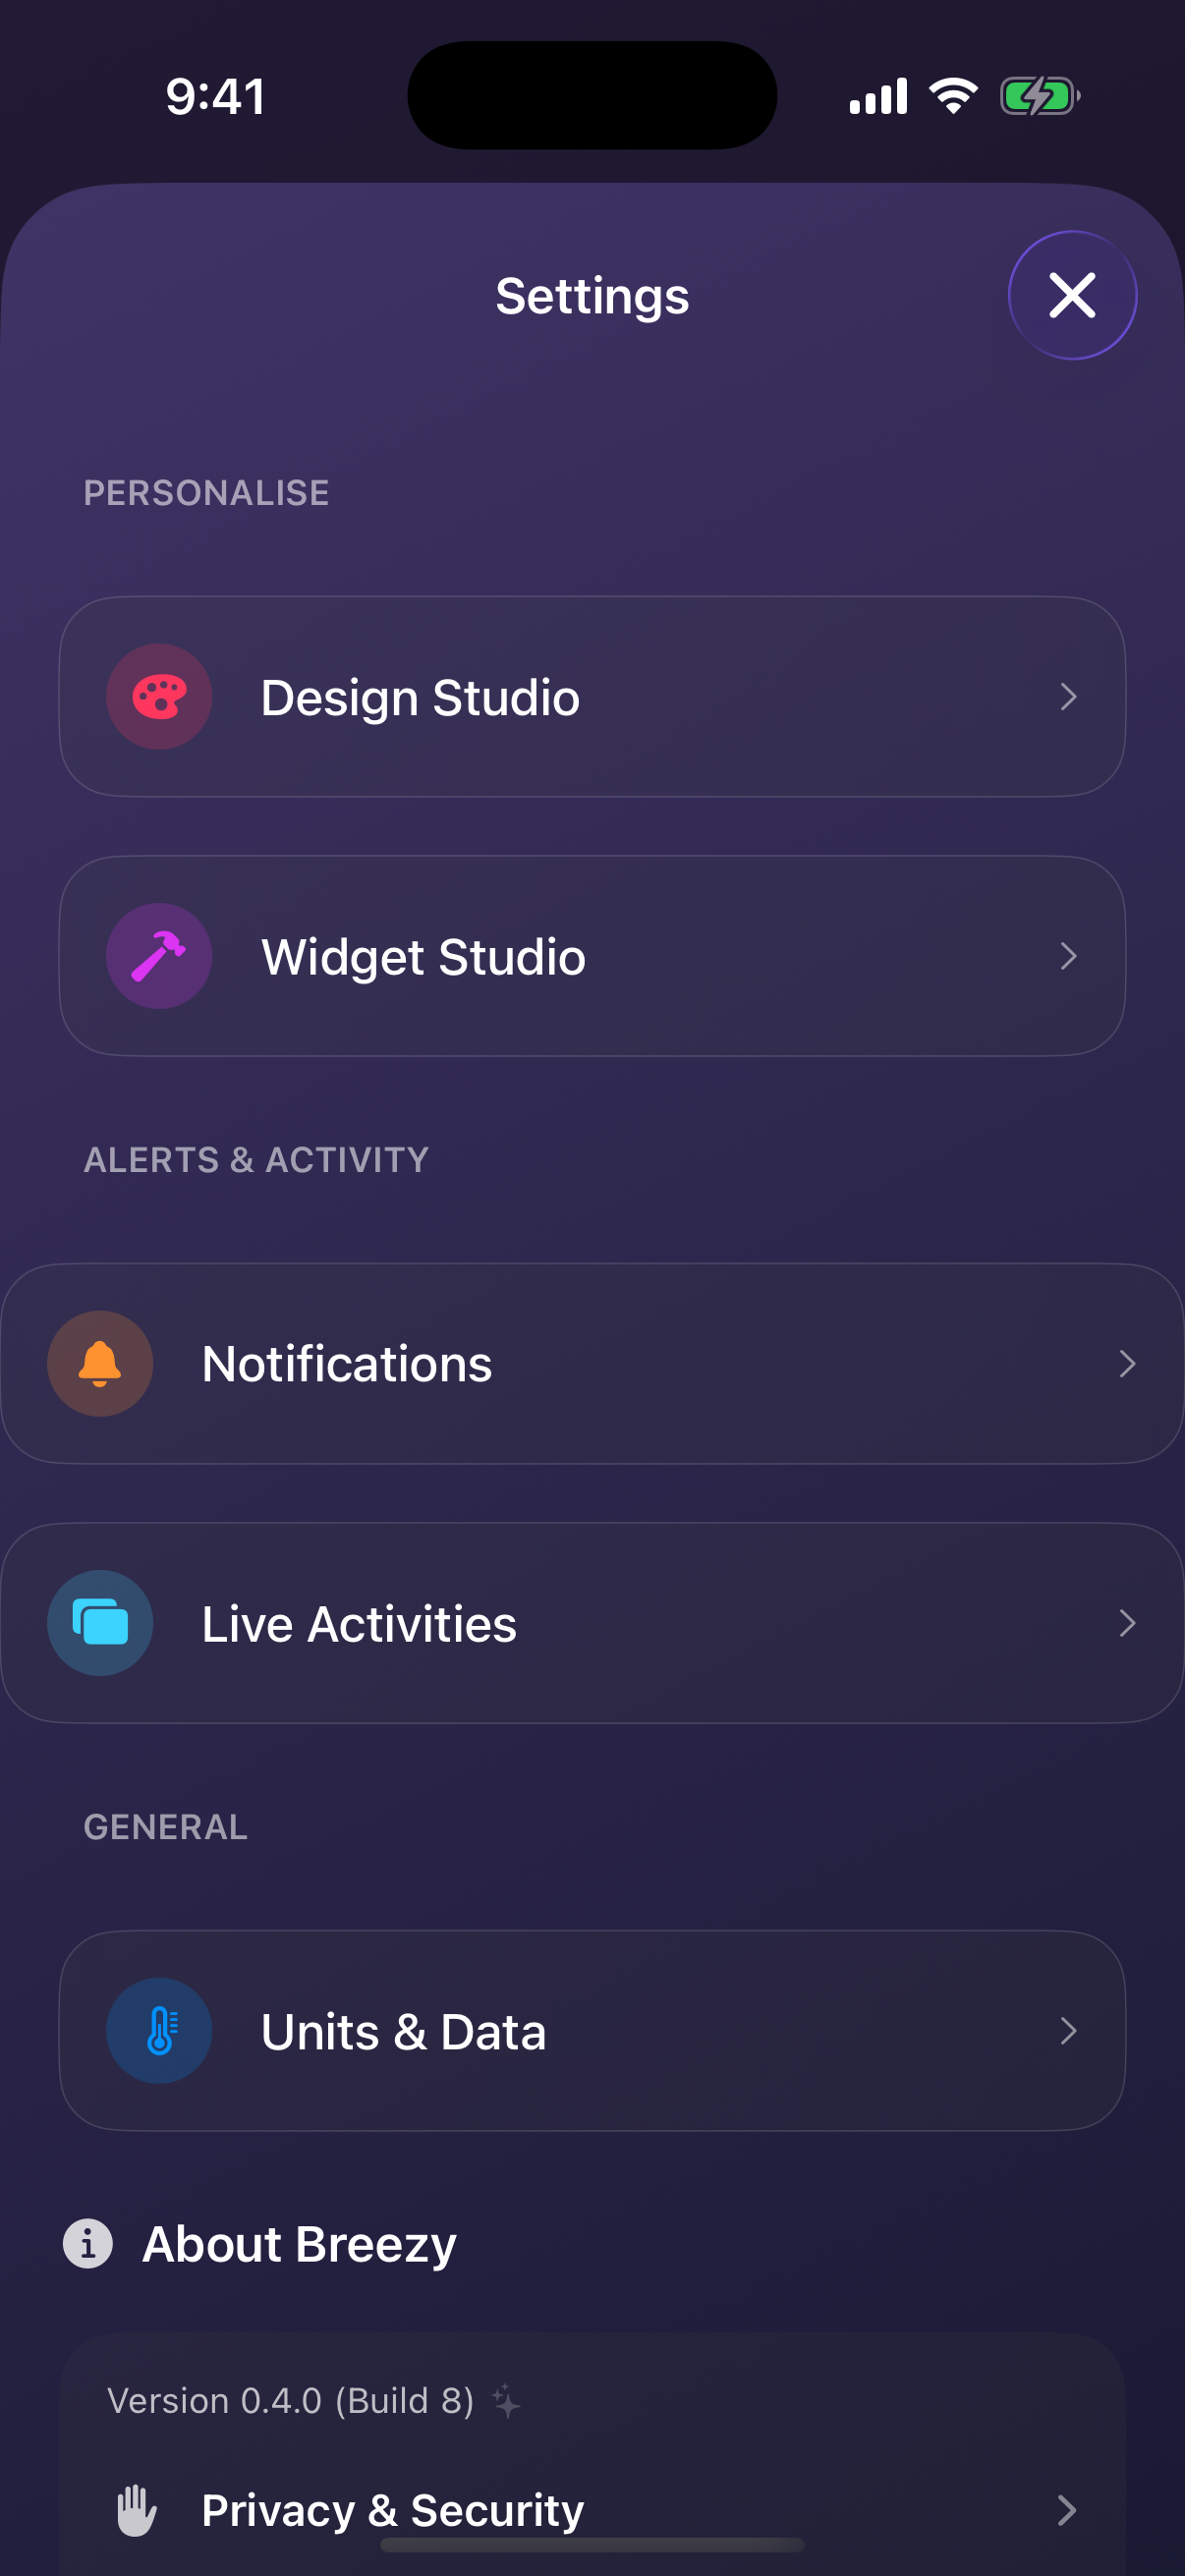 9:41
Settings
PERSONALISE
Design Studio
Widget Studio
ALERTS & ACTIVITY
Notifications
Live Activities
GENERAL
Units & Data
About Breezy
Version 0.4.0 (Build 8)
Privacy & Security